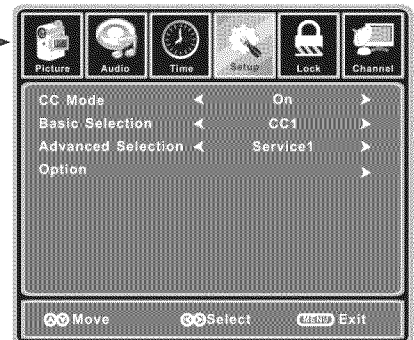 Picture Audio Time Setup Lock Channel
CC Mode On
Basic Selection CC1
Advanced Selection Service1
Option
Move Select MENU Exit